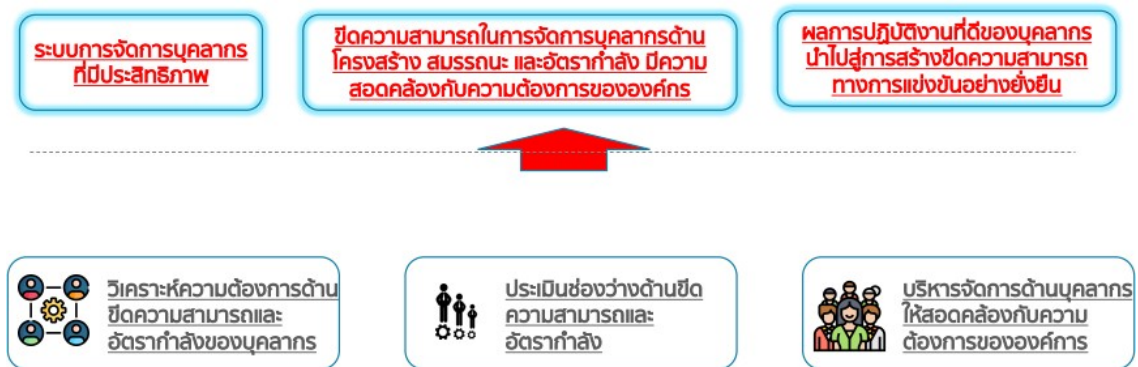 ระบบการจัดการบุคลากร
ที่มีประสิทธิภาพ
ขีดความสามารถในการจัดการบุคลากรด้าน
โครงสร้าง สมรรถนะ และอัตรากำลัง มีความ
สอดคล้องกับความต้องการขององค์กร
ผลการปฏิบัติงานที่ดีของบุคลากร
นำไปสู่การสร้างขีดความสามารถ
ทางการแข่งขันอย่างยั่งยืน
วิเคราะห์ความต้องการด้าน
ขีดความสามารถและ
อัตรากำลังของบุคลากร
ประเมินช่องว่างด้านขีด
ความสามารถและ
อัตรากำลัง
บริหารจัดการด้านบุคลากร
ให้สอดคล้องกับความ
ต้องการขององค์การ